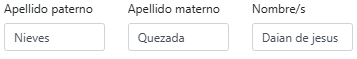 Apellido paterno Apellido materno Nombre/s
Nieves Quezada Daian de jesus